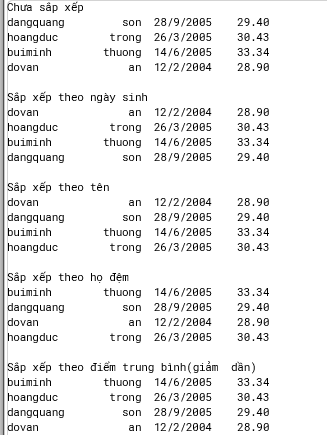 Chưa sắp xếp
dangquang son 28/9/2005 29.40
hoangduc trong 26/3/2005 30.43
buiminh thuong 14/6/2005 33.34
dovan an 12/2/2004 28.90
Sắp xếp theo ngày sinh
dovan an 12/2/2004 28.90
hoangduc trong 26/3/2005 30.43
buiminh thuong 14/6/2005 33.34
dangquang son 28/9/2005 29.40
Sắp xếp theo tên
dovan an 12/2/2004 28.90
dangquang son 28/9/2005 29.40
buiminh thuong 14/6/2005 33.34
hoangduc trong 26/3/2005 30.43
Sắp xếp theo họ đệm
buiminh thuong 14/6/2005 33.34
dangquang son 28/9/2005 29.40
dovan an 12/2/2004 28.90
hoangduc trong 26/3/2005 30.43
Sắp xếp theo điểm trung bình(giảm dần)
buiminh thuong 14/6/2005 33.34
hoangduc trong 26/3/2005 30.43
dangquang son 28/9/2005 29.40
dovan an 12/2/2004 28.90